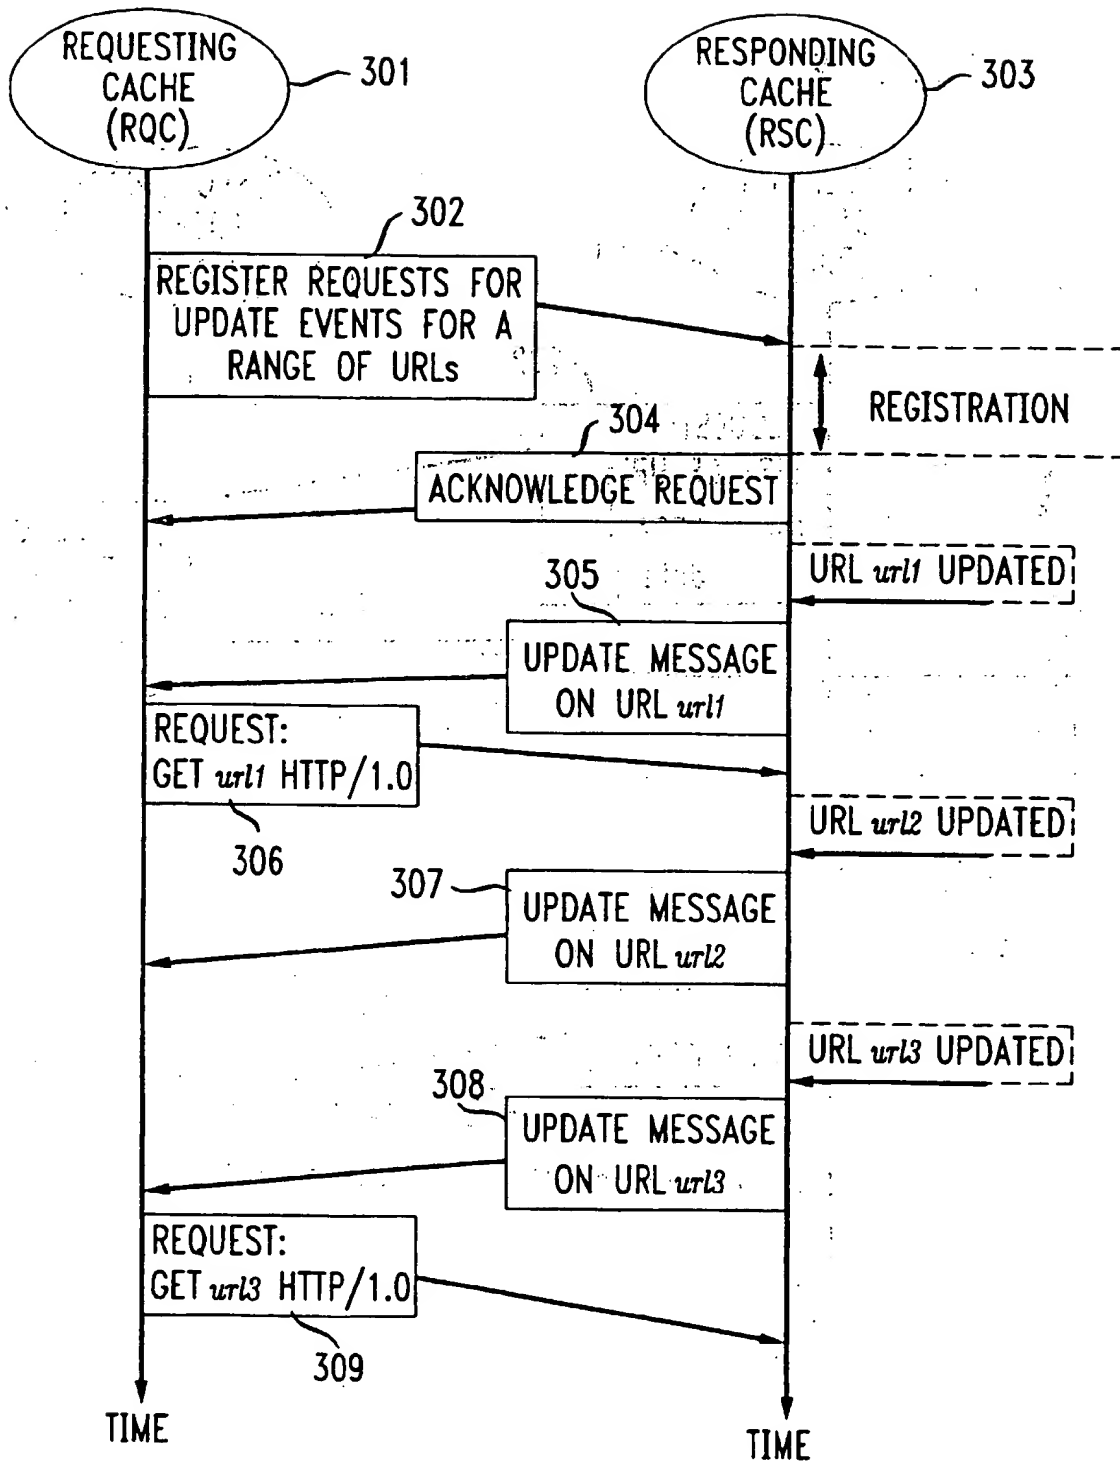 REQUESTING
CACHE
(RQC)
301
RESPONDING
CACHE
(RSC)
303
302
REGISTER REQUESTS FOR
UPDATE EVENTS FOR A
RANGE OF URLs
REGISTRATION
304
ACKNOWLEDGE REQUEST
URL url1 UPDATED
305
UPDATE MESSAGE
ON URL url1
REQUEST:
GET url1 HTTP/1.0
306
URL url2 UPDATED
307
UPDATE MESSAGE
ON URL url2
URL url3 UPDATED
308
UPDATE MESSAGE
ON URL url3
REQUEST:
GET url3 HTTP/1.0
309
TIME
TIME